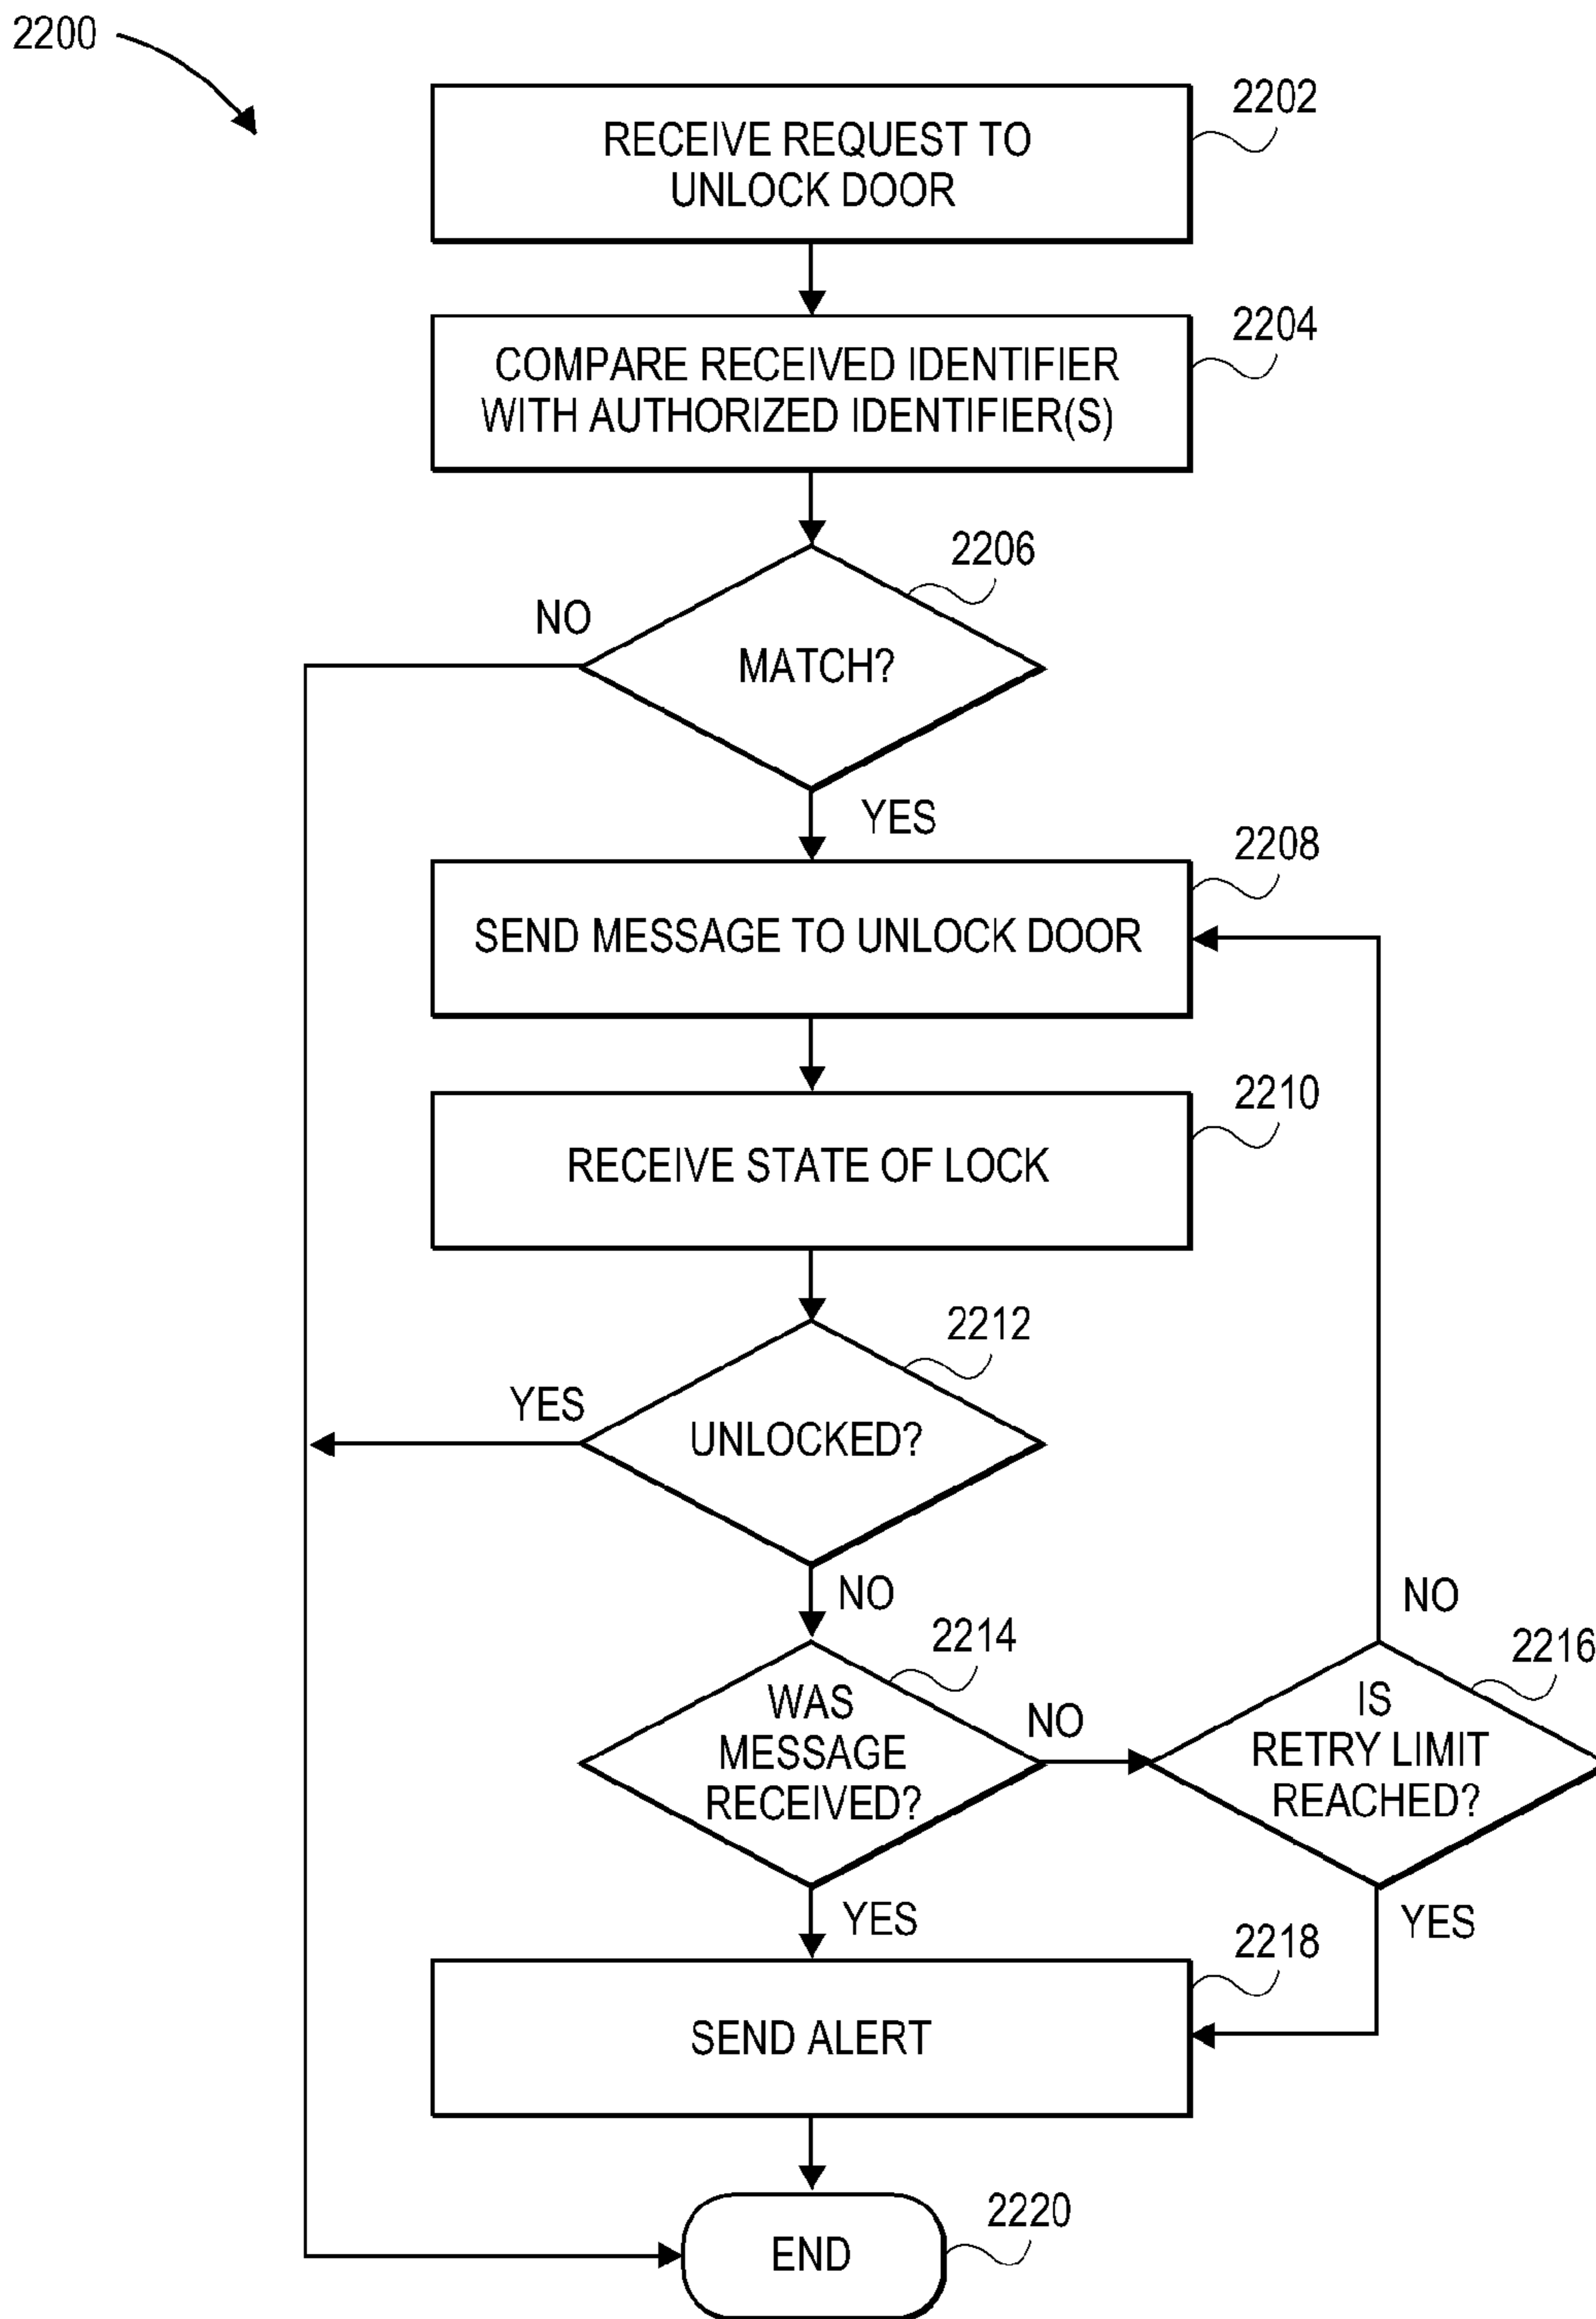 2200
2202
RECEIVE REQUEST TO
UNLOCK DOOR
2204
COMPARE RECEIVED IDENTIFIER
WITH AUTHORIZED IDENTIFIER(S)
2206
NO
MATCH?
YES
2208
SEND MESSAGE TO UNLOCK DOOR
2210
RECEIVE STATE OF LOCK
2212
YES
UNLOCKED?
NO
NO
2214
2216
WAS
MESSAGE
RECEIVED?
NO
IS
RETRY LIMIT
REACHED?
YES
YES
2218
SEND ALERT
2220
END